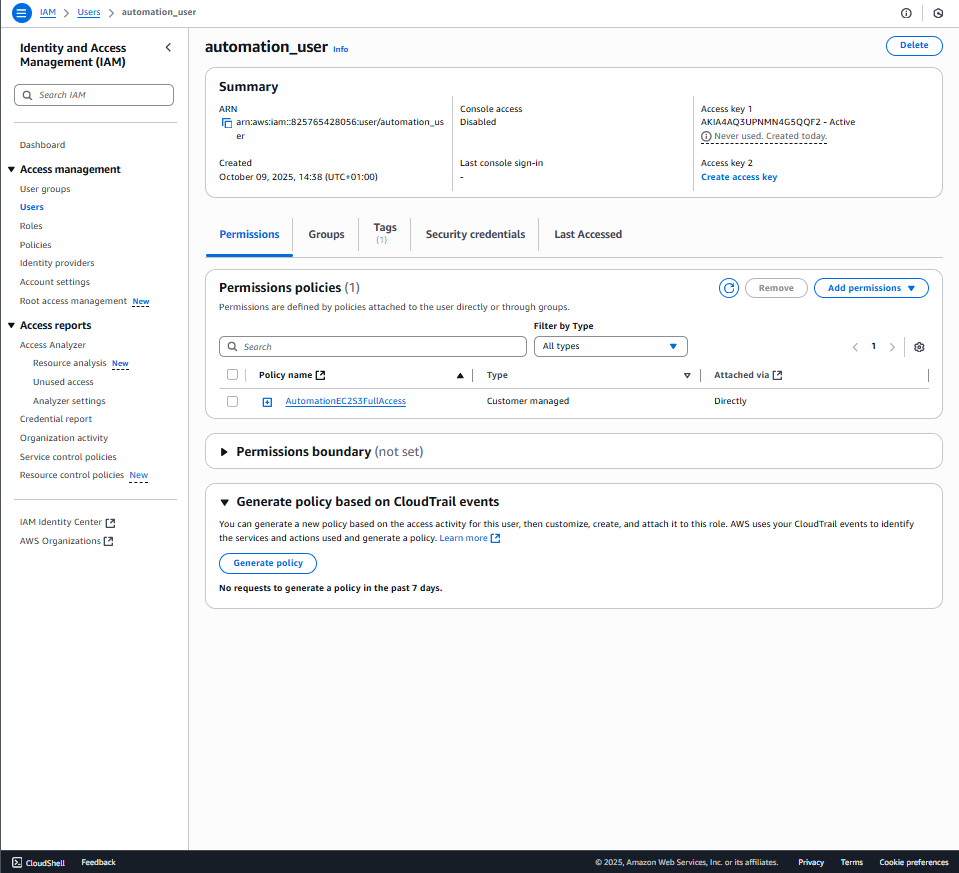 IAM > Users > automation_user
Identity and Access
Management (IAM)
Search IAM
Dashboard
Access management
User groups
Users
Roles
Policies
Identity providers
Account settings
Root access management New
Access reports
Access Analyzer
Resource analysis New
Unused access
Analyzer settings
Credential report
Organization activity
Service control policies
Resource control policies New
IAM Identity Center
AWS Organizations
automation_user Info
Delete
Summary
ARN
arn:aws:iam::825765428056:user/automation_us
er
Created
October 09, 2025, 14:38 (UTC+01:00)
Console access
Disabled
Last console sign-in
-
Access key 1
AKIA4AQ3UPNMN4G5QQF2 - Active
Never used. Created today.
Access key 2
Create access key
Permissions
Groups
Tags
(1)
Security credentials
Last Accessed
Permissions policies (1)
Remove
Add permissions
Permissions are defined by policies attached to the user directly or through groups.
Filter by Type
Search
All types
1
Policy name Type Attached via
AutomationEC2S3FullAccess Customer managed Directly
Permissions boundary (not set)
Generate policy based on CloudTrail events
You can generate a new policy based on the access activity for this user, then customize, create, and attach it to this role. AWS uses your CloudTrail events to identify
the services and actions used and generate a policy. Learn more
Generate policy
No requests to generate a policy in the past 7 days.
CloudShell Feedback © 2025, Amazon Web Services, Inc. or its affiliates. Privacy Terms Cookie preferences